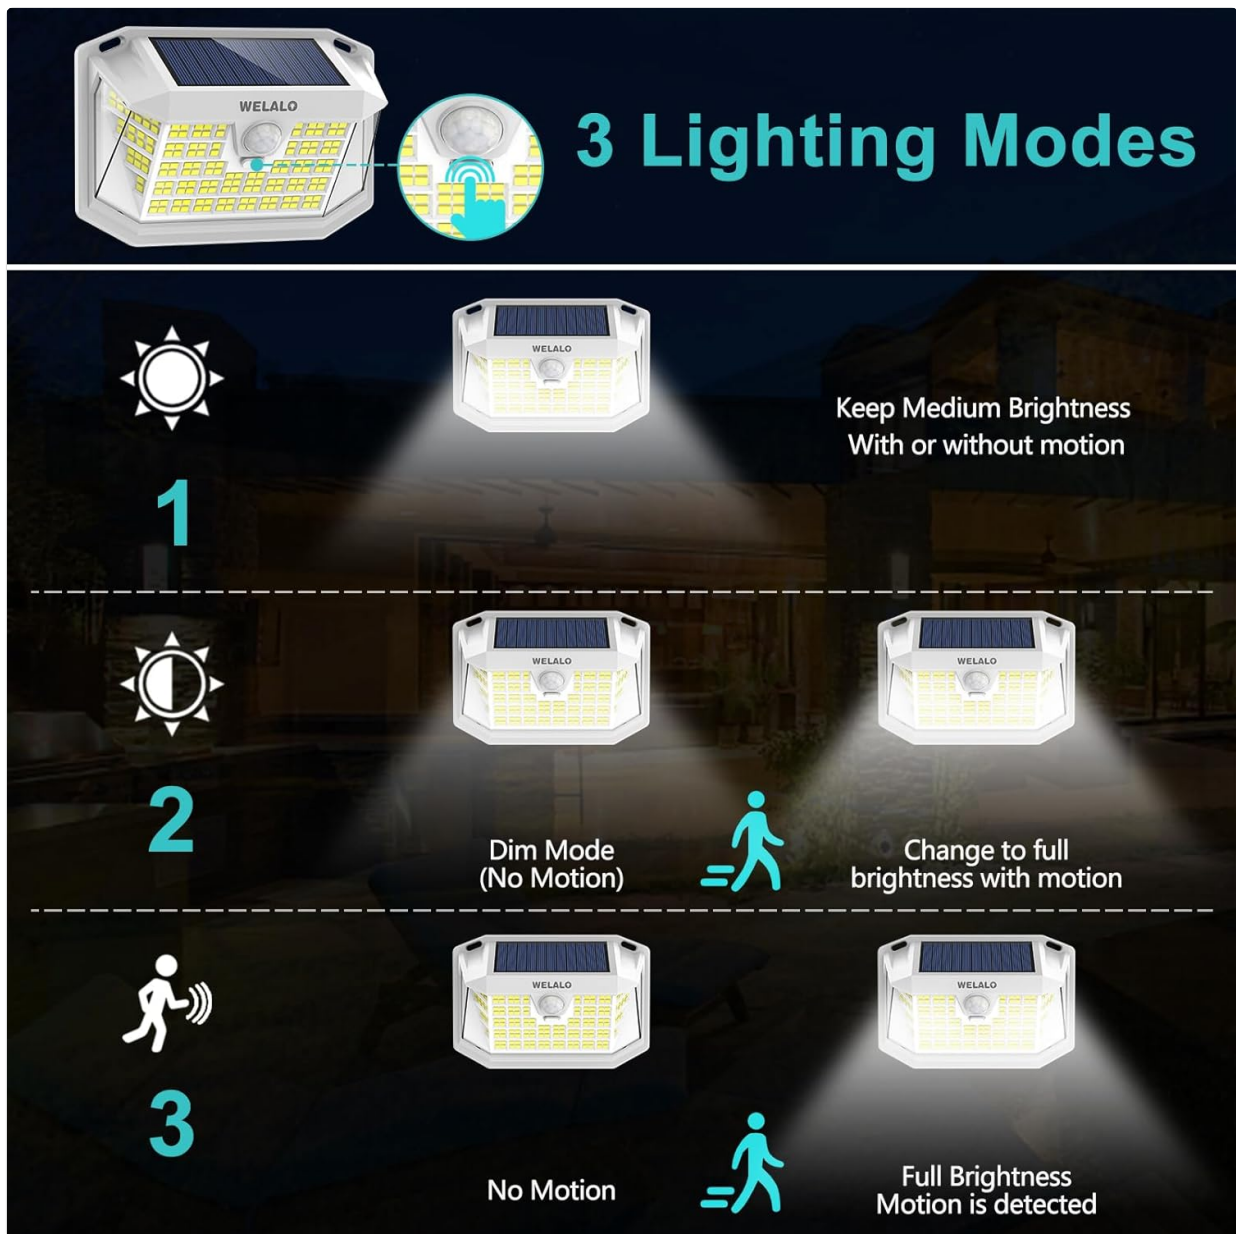 WELALO
3 Lighting Modes
WELALO
Keep Medium Brightness
With or without motion
1
WELALO
WELALO
2
Dim Mode
(No Motion)
Change to full
brightness with motion
WELALO
WELALO
3
No Motion
Full Brightness
Motion is detected